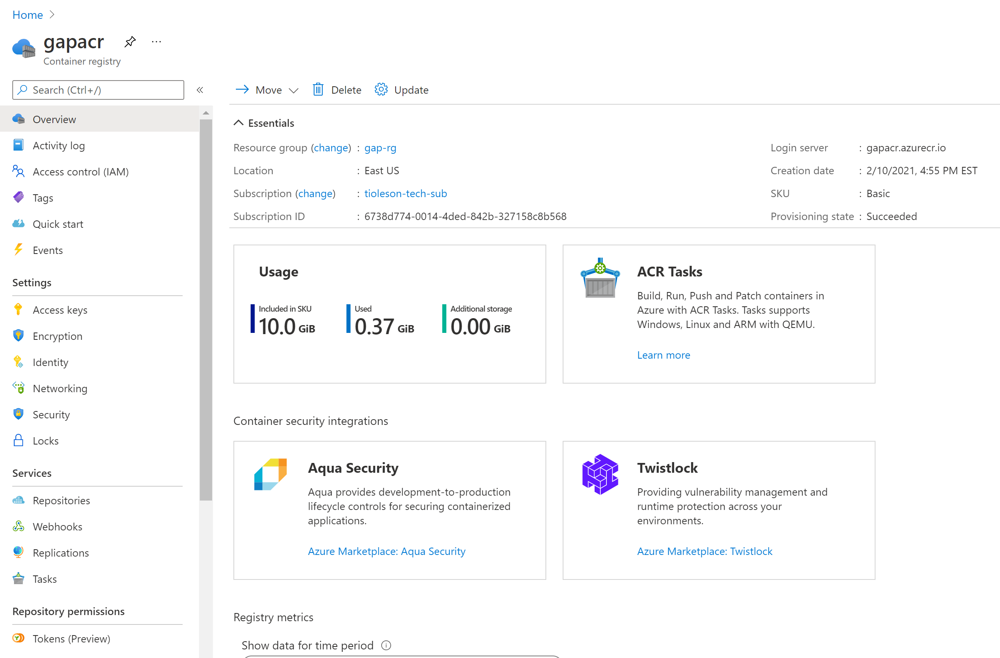 Home
gapacr
Container registry
Search (Ctrl+/)
«
Overview
Activity log
Access control (IAM)
Tags
Quick start
Events
Settings
Access keys
Encryption
Identity
Networking
Security
Locks
Services
Repositories
Webhooks
Replications
Tasks
Repository permissions
Tokens (Preview)
Move Delete Update
Essentials
Resource group (change) : gap-rg
Location : East US
Subscription (change) : tioleson-tech-sub
Subscription ID : 6738d774-0014-4ded-842b-327158c8b568
Login server : gapacr.azurecr.io
Creation date : 2/10/2021, 4:55 PM EST
SKU : Basic
Provisioning state : Succeeded
Usage
Included in SKU
10.0 GiB
Used
0.37 GiB
Additional storage
0.00 GiB
ACR Tasks
Build, Run, Push and Patch containers in
Azure with ACR Tasks. Tasks supports
Windows, Linux and ARM with QEMU.
Learn more
Container security integrations
Aqua Security
Aqua provides development-to-production
lifecycle controls for securing containerized
applications.
Azure Marketplace: Aqua Security
Twistlock
Providing vulnerability management and
runtime protection across your
environments.
Azure Marketplace: Twistlock
Registry metrics
Show data for time period